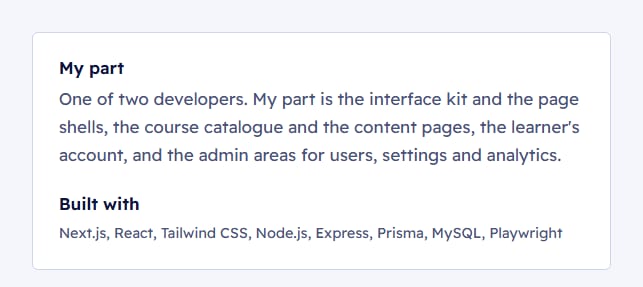 My part
One of two developers. My part is the interface kit and the page
shells, the course catalogue and the content pages, the learner's
account, and the admin areas for users, settings and analytics.
Built with
Next.js, React, Tailwind CSS, Node.js, Express, Prisma, MySQL, Playwright